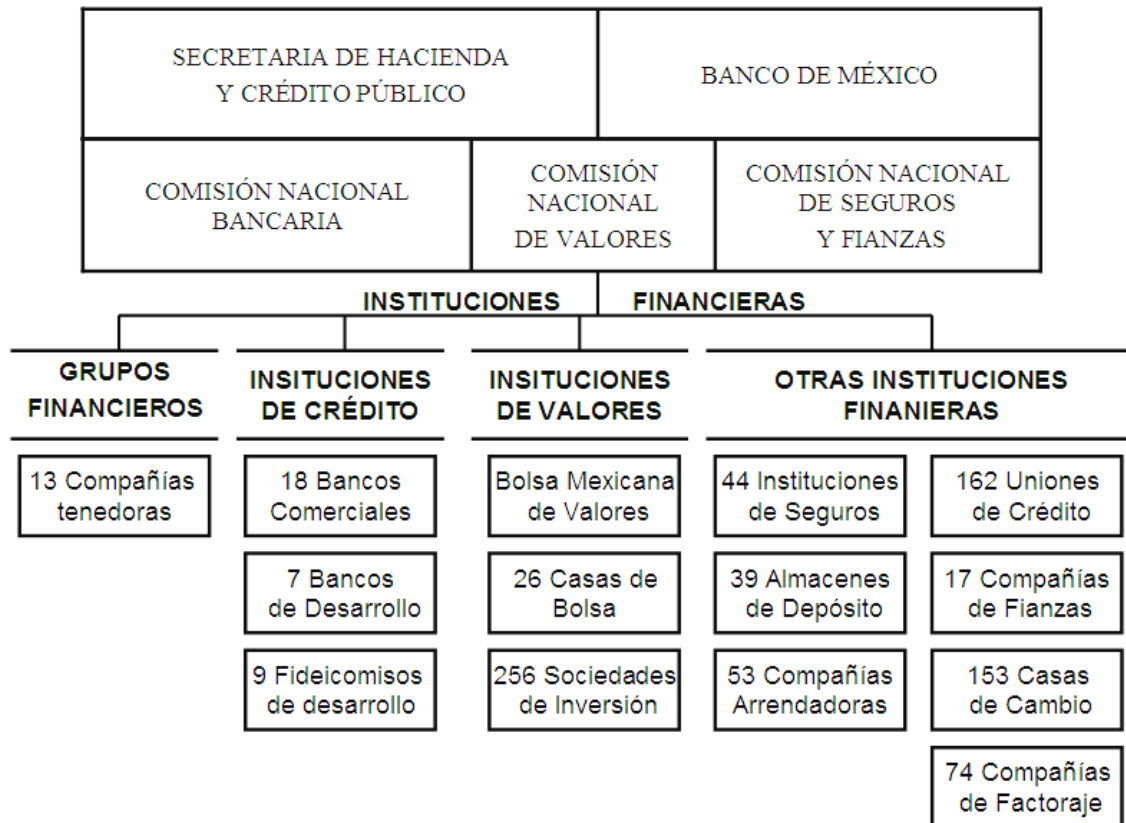 SECRETARIA DE HACIENDA
Y CRÉDITO PÚBLICO
BANCO DE MÉXICO
COMISIÓN NACIONAL
BANCARIA
COMISIÓN
NACIONAL
DE VALORES
COMISIÓN NACIONAL
DE SEGUROS
Y FIANZAS
INSTITUCIONES FINANCIERAS
GRUPOS
FINANCIEROS
INSITUCIONES
DE CRÉDITO
INSITUCIONES
DE VALORES
OTRAS INSTITUCIONES
FINANIERAS
13 Compañías
tenedoras
18 Bancos
Comerciales
7 Bancos
de Desarrollo
9 Fideicomisos
de desarrollo
Bolsa Mexicana
de Valores
26 Casas de
Bolsa
256 Sociedades
de Inversión
44 Instituciones
de Seguros
39 Almacenes
de Depósito
53 Compañías
Arrendadoras
162 Uniones
de Crédito
17 Compañías
de Fianzas
153 Casas
de Cambio
74 Compañías
de Factoraje